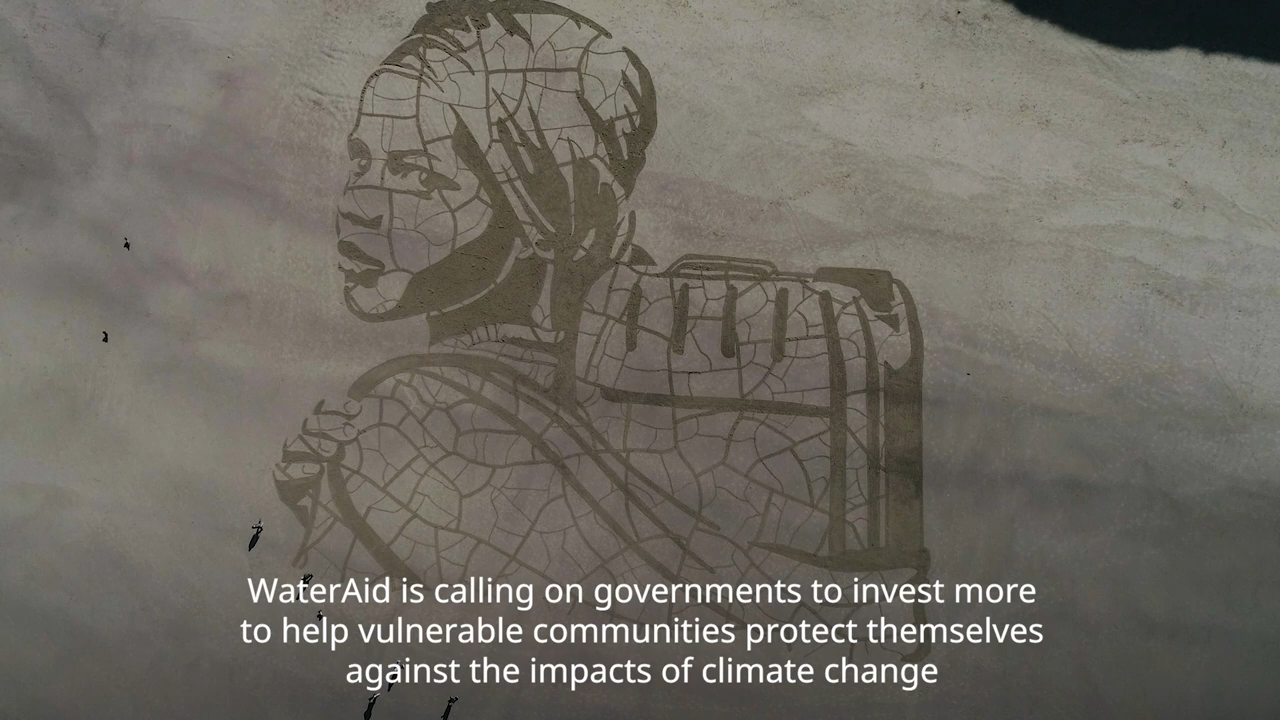 WaterAid is calling on governments to invest more
to help vulnerable communities protect themselves
against the impacts of climate change